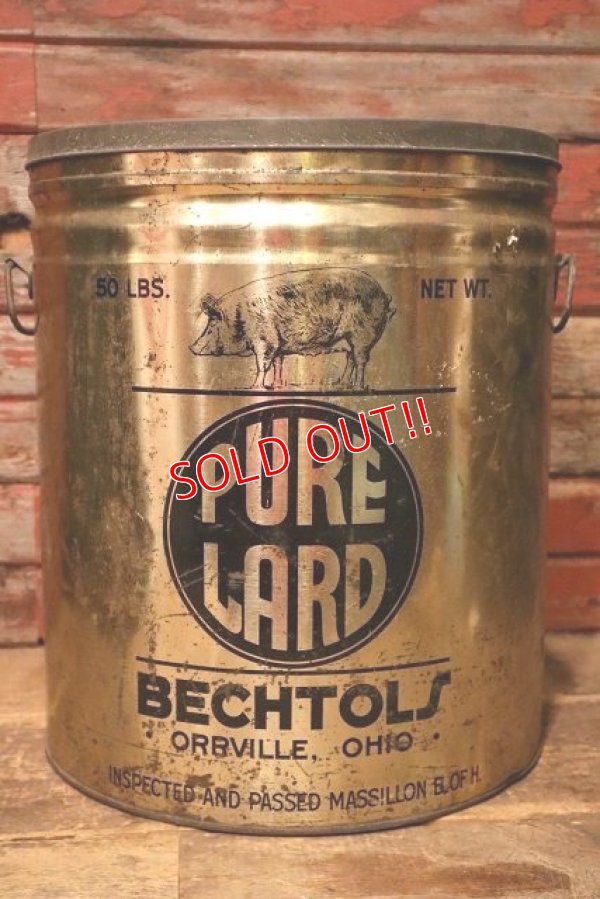 50 LBS. NET WT.
SOLD OUT!!
PURE
LARD
BECHTOLS
• ORRVILLE, OHIO •
INSPECTED AND PASSED MASSILLON B. OF H.